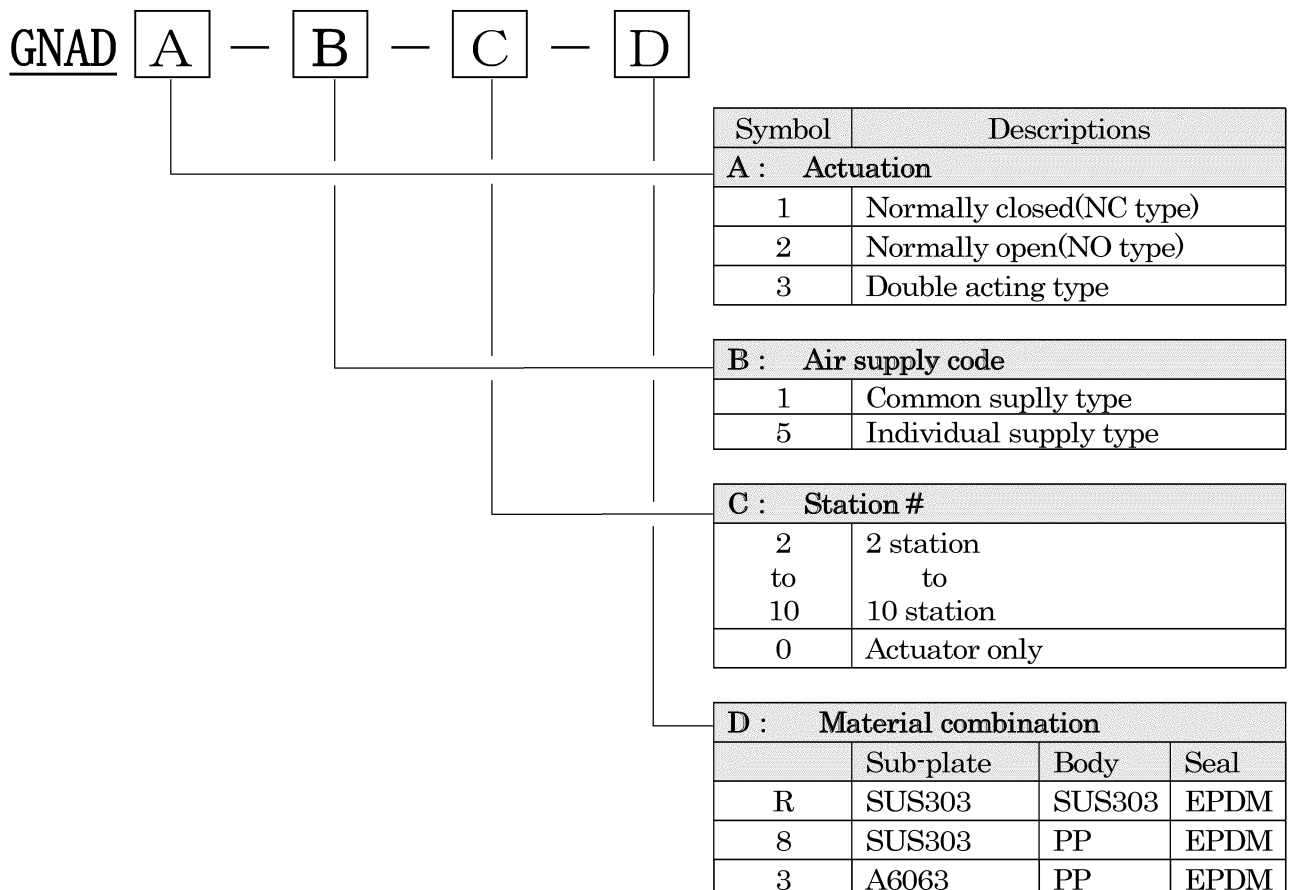 GNAD A － B － C － D
Symbol Descriptions
A : Actuation
1 Normally closed(NC type)
2 Normally open(NO type)
3 Double acting type
B : Air supply code
1 Common suplly type
5 Individual supply type
C : Station #
2 2 station
to to
10 10 station
0 Actuator only
D : Material combination
Sub-plate Body Seal
R SUS303 SUS303 EPDM
8 SUS303 PP EPDM
3 A6063 PP EPDM